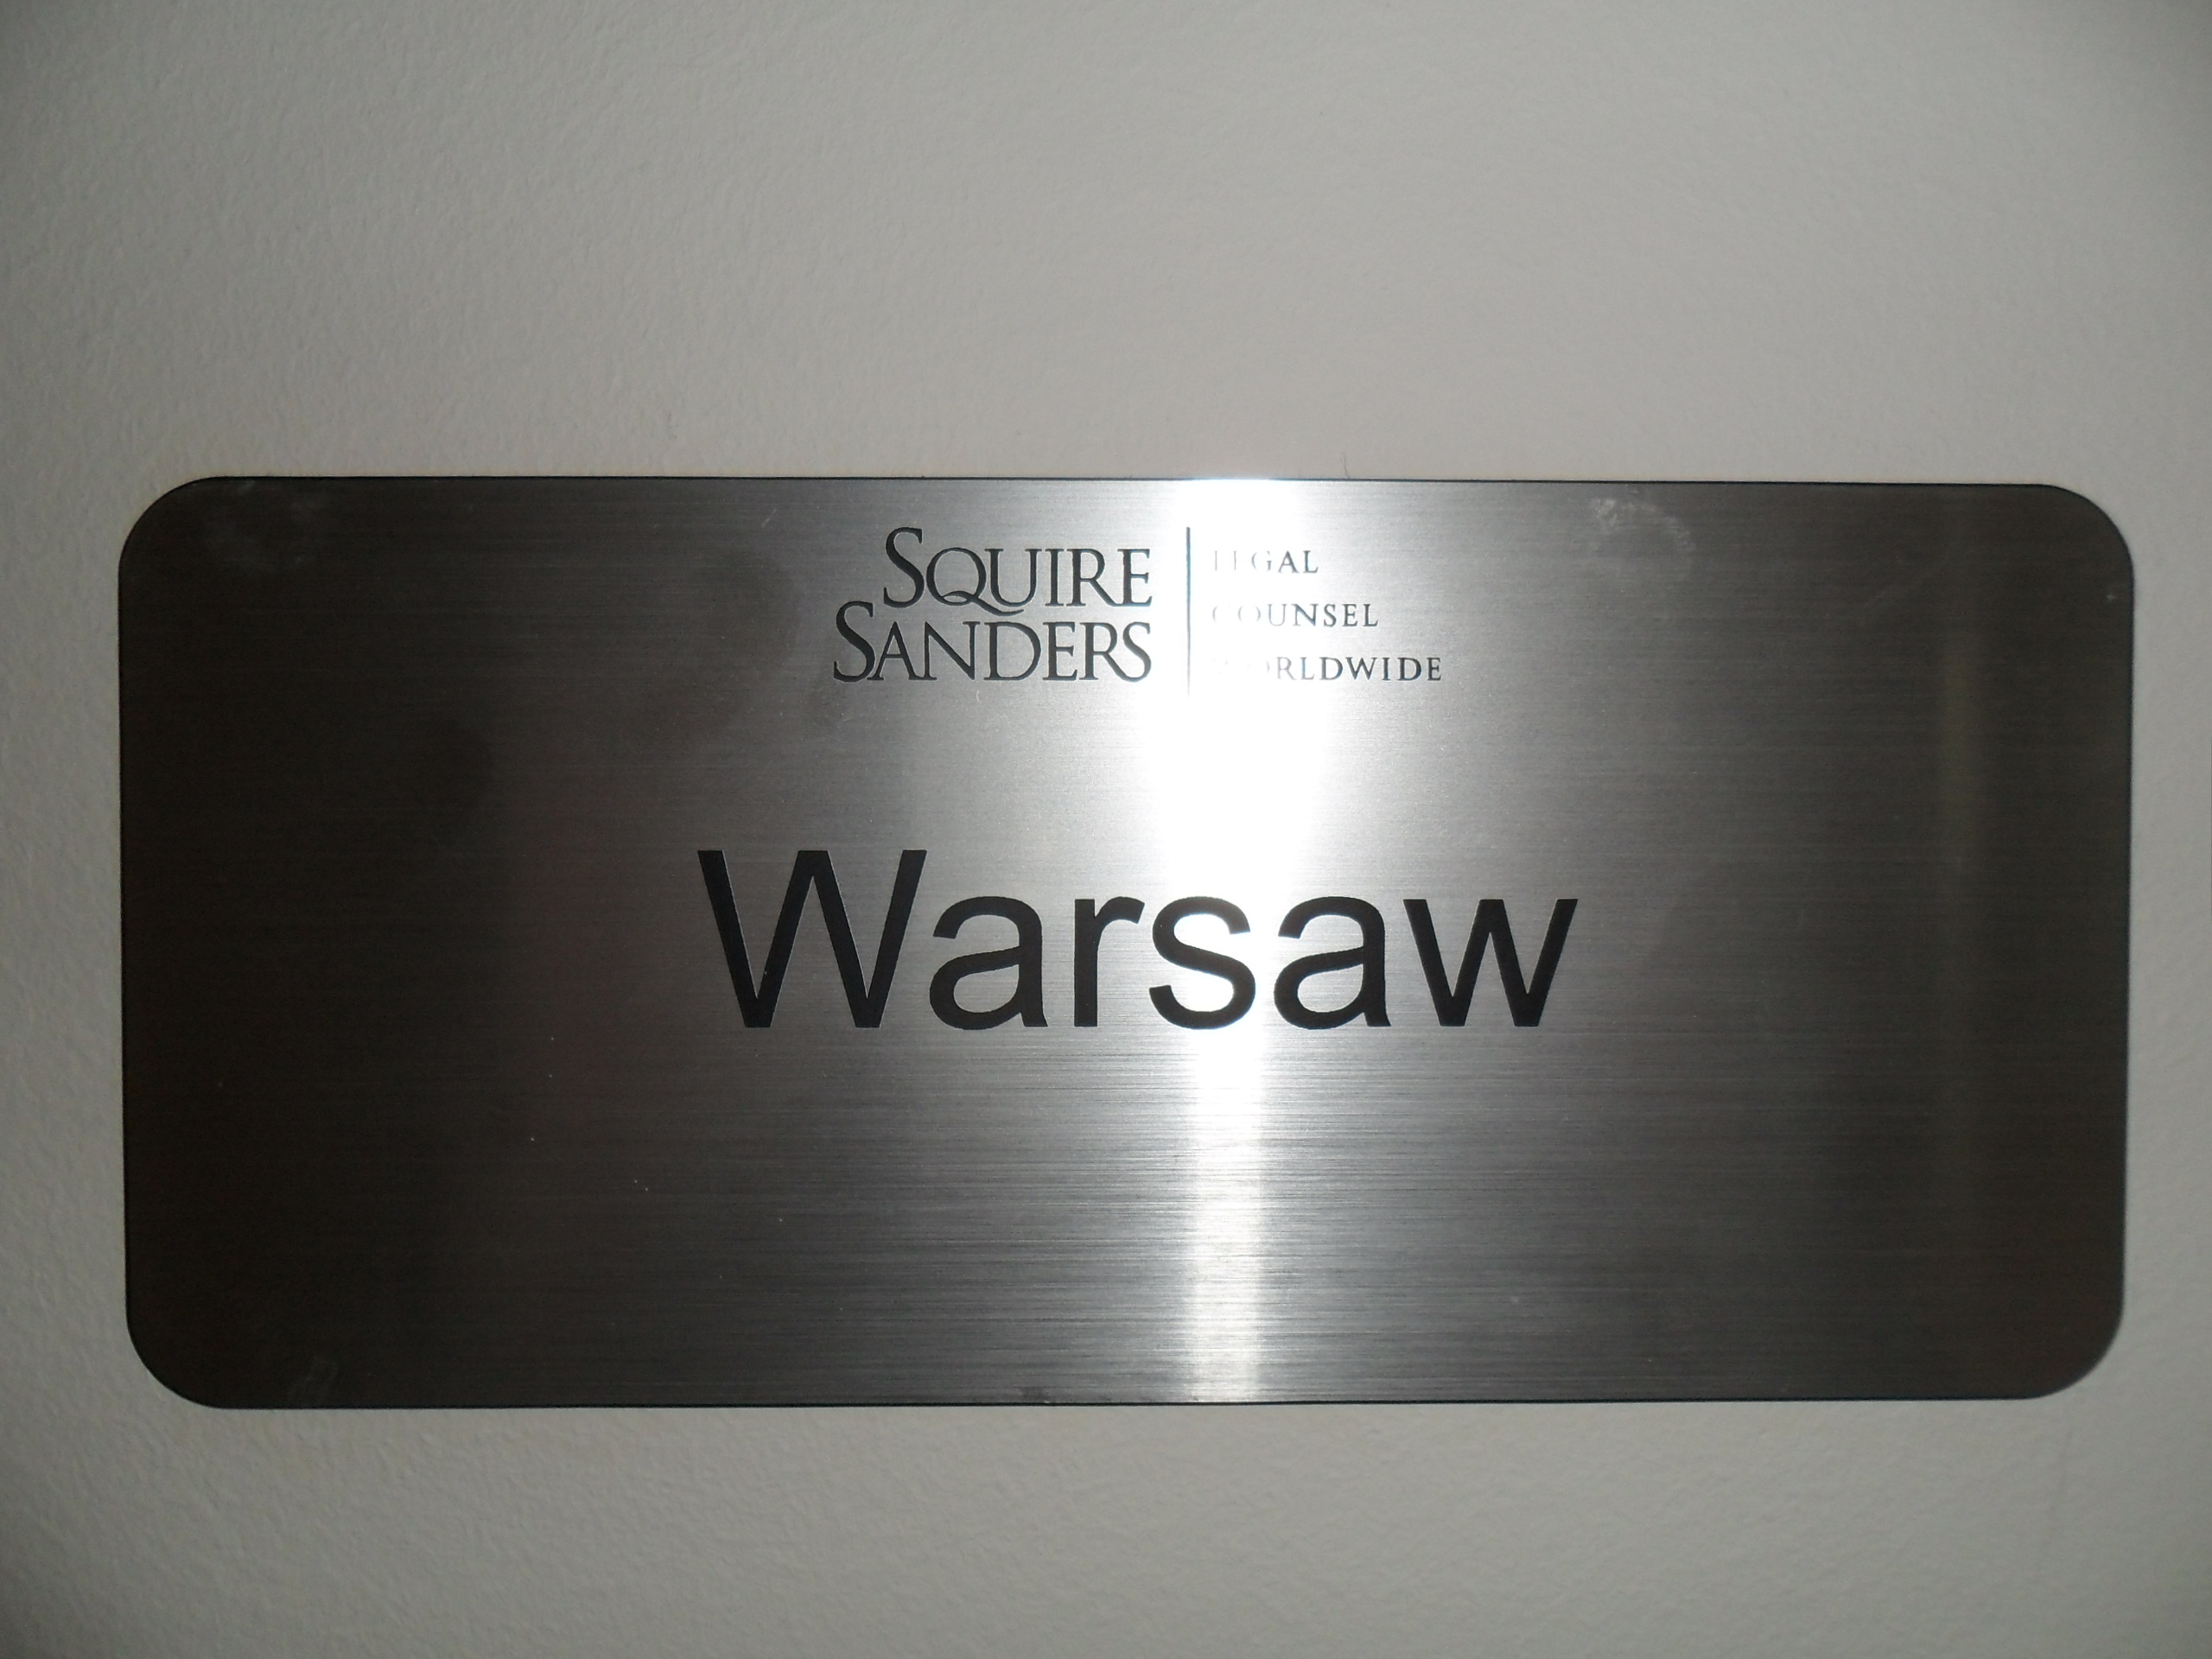 SQUIRE
SANDERS
LEGAL
COUNSEL
WORLDWIDE
Warsaw